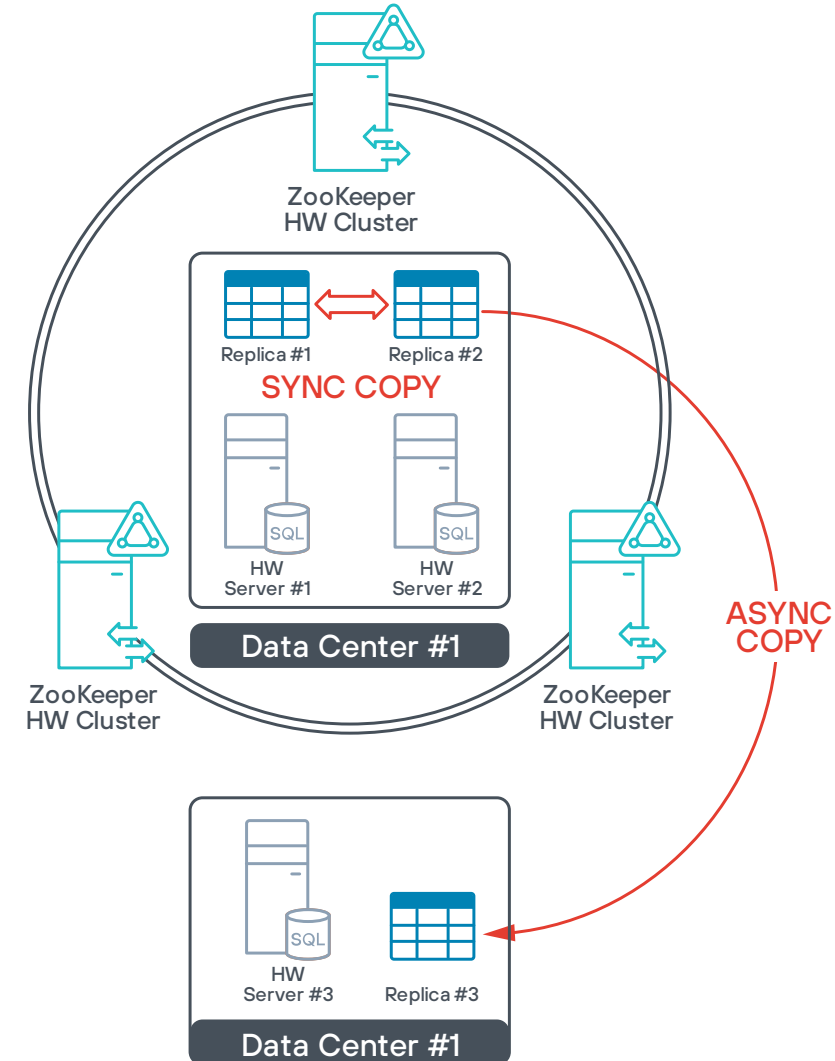 ZooKeeper
HW Cluster
Replica #1
Replica #2
SYNC COPY
SQL
SQL
HW
Server #1
HW
Server #2
Data Center #1
ASYNC
COPY
ZooKeeper
HW Cluster
ZooKeeper
HW Cluster
SQL
HW
Server #3
Replica #3
Data Center #1